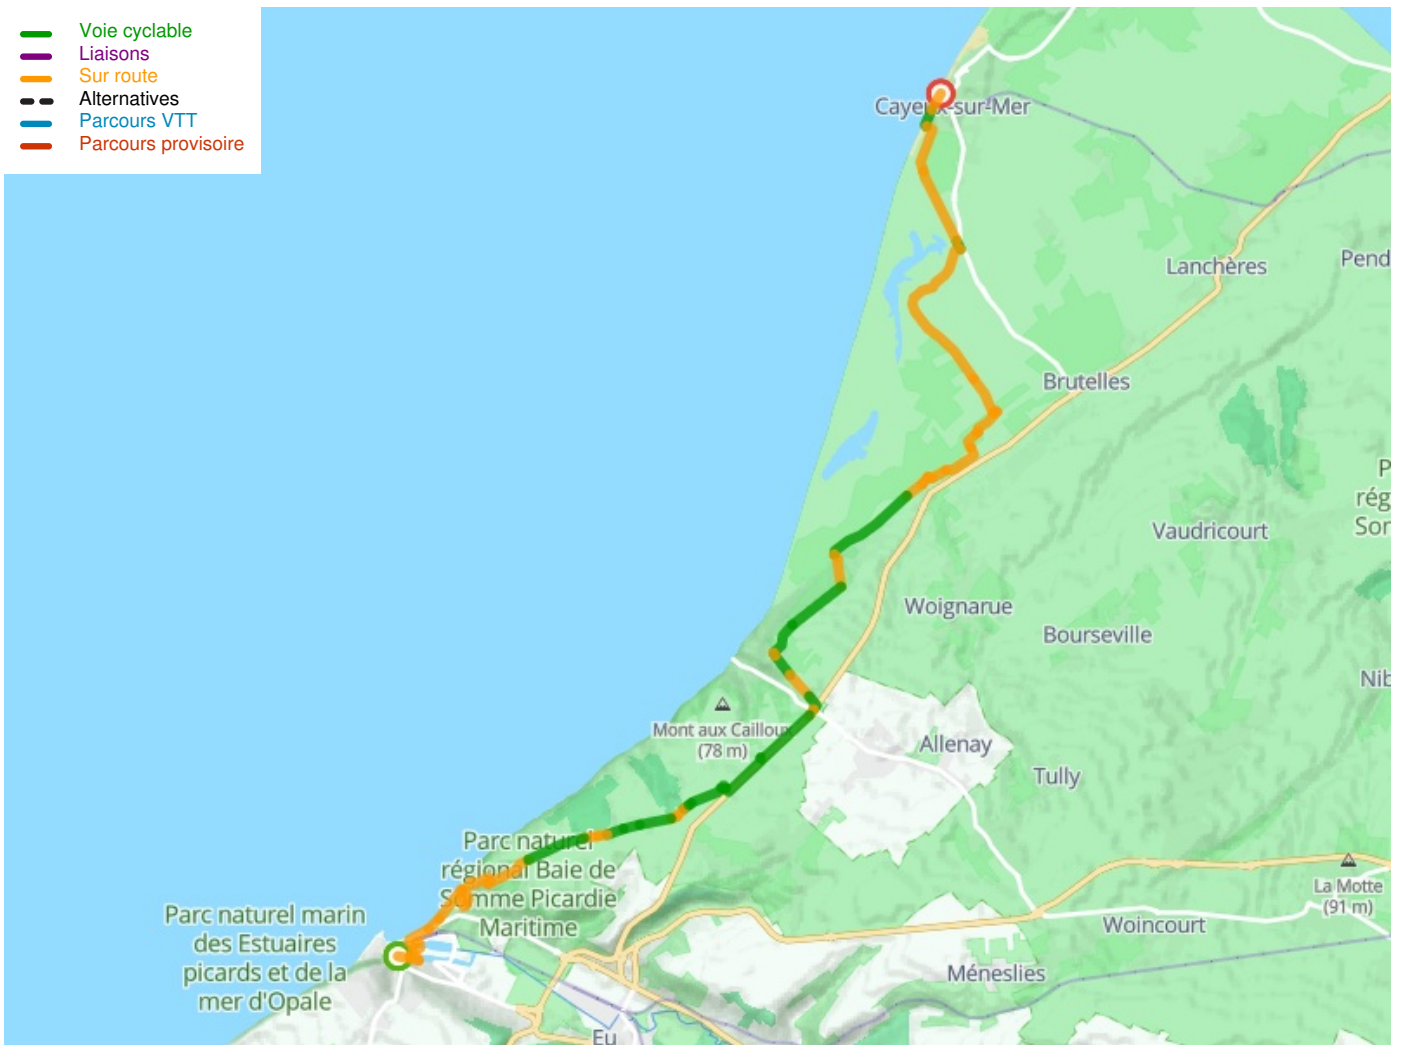 Voie cyclable
Liaisons
Sur route
Alternatives
Parcours VTT
Parcours provisoire
Cayeux-sur-Mer
Lanchères
Pend
Brutelles
P
rég
Sor
Vaudricourt
Woignarue
Bourseville
Nib
Mont aux Cailloux
(78 m)
Allenay
Tully
Parc naturel
régional Baie de
Somme Picardie
Maritime
La Motte
(91 m)
Parc naturel marin
des Estuaires
picards et de la
mer d'Opale
Woincourt
Méneslies
Eu